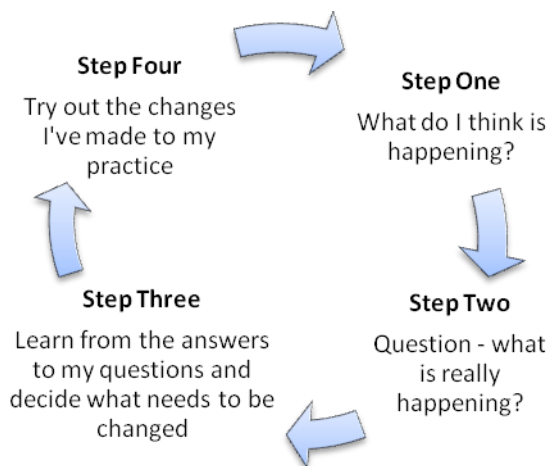 Step One
What do I think is
happening?
Step Two
Question - what
is really
happening?
Step Three
Learn from the answers
to my questions and
decide what needs to be
changed
Step Four
Try out the changes
I've made to my
practice